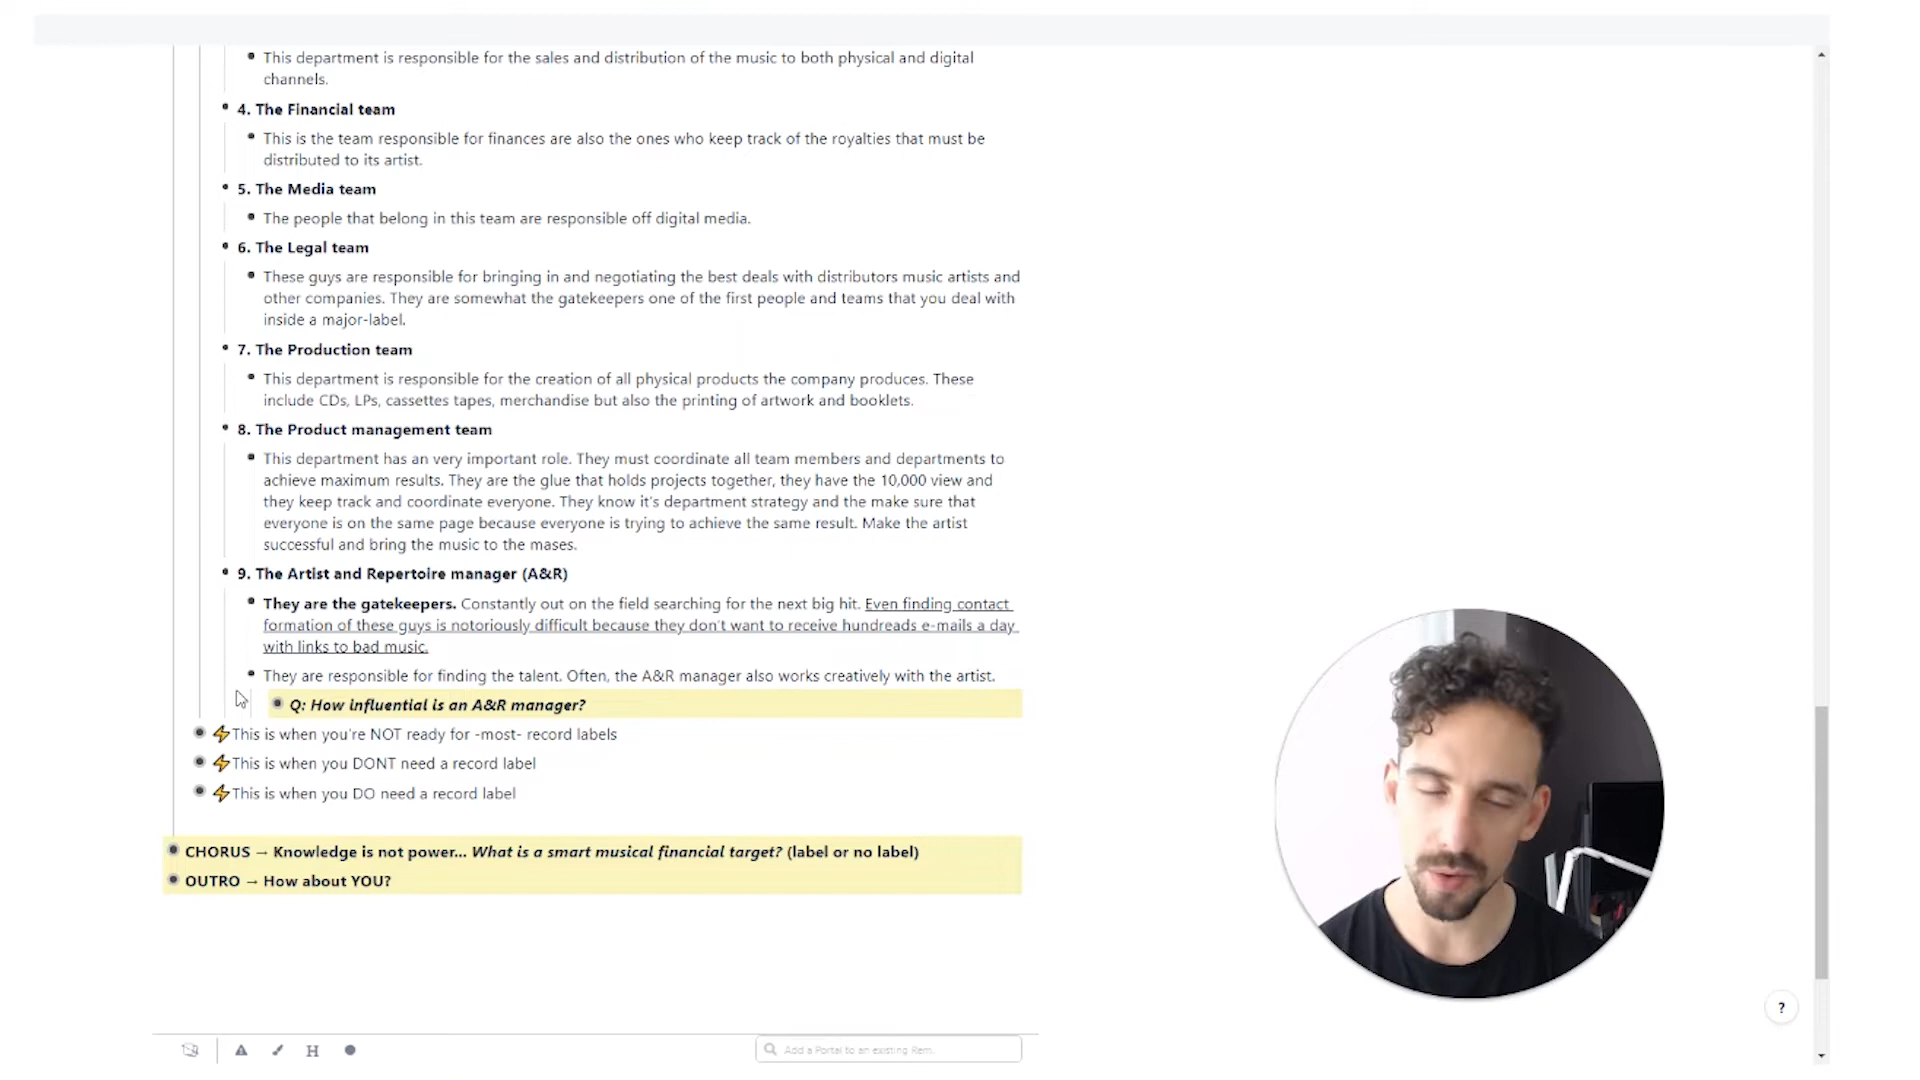 This department is responsible for the sales and distribution of the music to both physical and digital
channels.
4. The Financial team
This is the team responsible for finances are also the ones who keep track of the royalties that must be
distributed to its artist.
5. The Media team
The people that belong in this team are responsible off digital media.
6. The Legal team
These guys are responsible for bringing in and negotiating the best deals with distributors music artists and
other companies. They are somewhat the gatekeepers one of the first people and teams that you deal with
inside a major-label.
7. The Production team
This department is responsible for the creation of all physical products the company produces. These
include CDs, LPs, cassettes tapes, merchandise but also the printing of artwork and booklets.
8. The Product management team
This department has an very important role. They must coordinate all team members and departments to
achieve maximum results. They are the glue that holds projects together, they have the 10,000 view and
they keep track and coordinate everyone. They know it's department strategy and the make sure that
everyone is on the same page because everyone is trying to achieve the same result. Make the artist
successful and bring the music to the mases.
9. The Artist and Repertoire manager (A&R)
They are the gatekeepers. Constantly out on the field searching for the next big hit. Even finding contact
formation of these guys is notoriously difficult because they don't want to receive hundreads e-mails a day
with links to bad music.
They are responsible for finding the talent. Often, the A&R manager also works creatively with the artist.
Q: How influential is an A&R manager?
⚡This is when you're NOT ready for -most- record labels
⚡This is when you DONT need a record label
⚡This is when you DO need a record label
CHORUS → Knowledge is not power... What is a smart musical financial target? (label or no label)
OUTRO → How about YOU?
H
Add a Portal to an existing Rem.
?